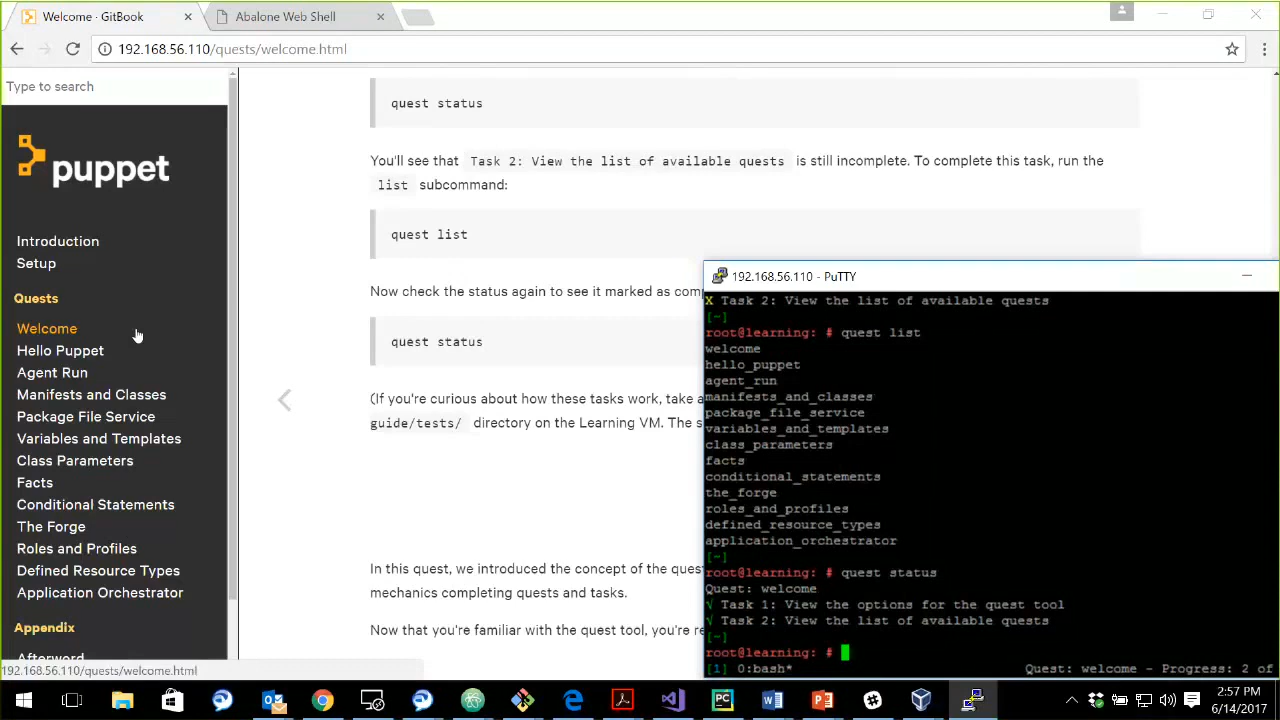 Welcome · GitBook
Abalone Web Shell
192.168.56.110/quests/welcome.html
Type to search
puppet
Introduction
Setup
Quests
Welcome
Hello Puppet
Agent Run
Manifests and Classes
Package File Service
Variables and Templates
Class Parameters
Facts
Conditional Statements
The Forge
Roles and Profiles
Defined Resource Types
Application Orchestrator
Appendix
Afterword
192.168.56.110/quests/welcome.html
quest status
You'll see that Task 2: View the list of available quests is still incomplete. To complete this task, run the
list subcommand:
quest list
Now check the status again to see it marked as com
quest status
(If you're curious about how these tasks work, take a
guide/tests/ directory on the Learning VM. The s
In this quest, we introduced the concept of the ques
mechanics completing quests and tasks.
Now that you're familiar with the quest tool, you're re
192.168.56.110 - PuTTY
X Task 2: View the list of available quests
[~]
root@learning: # quest list
welcome
hello_puppet
agent_run
manifests_and_classes
package_file_service
variables_and_templates
class_parameters
facts
conditional_statements
the_forge
roles_and_profiles
defined_resource_types
application_orchestrator
[~]
root@learning: # quest status
Quest: welcome
√ Task 1: View the options for the quest tool
√ Task 2: View the list of available quests
[~]
root@learning: #
[1] 0:bash* Quest: welcome - Progress: 2 of
2:57 PM
6/14/2017